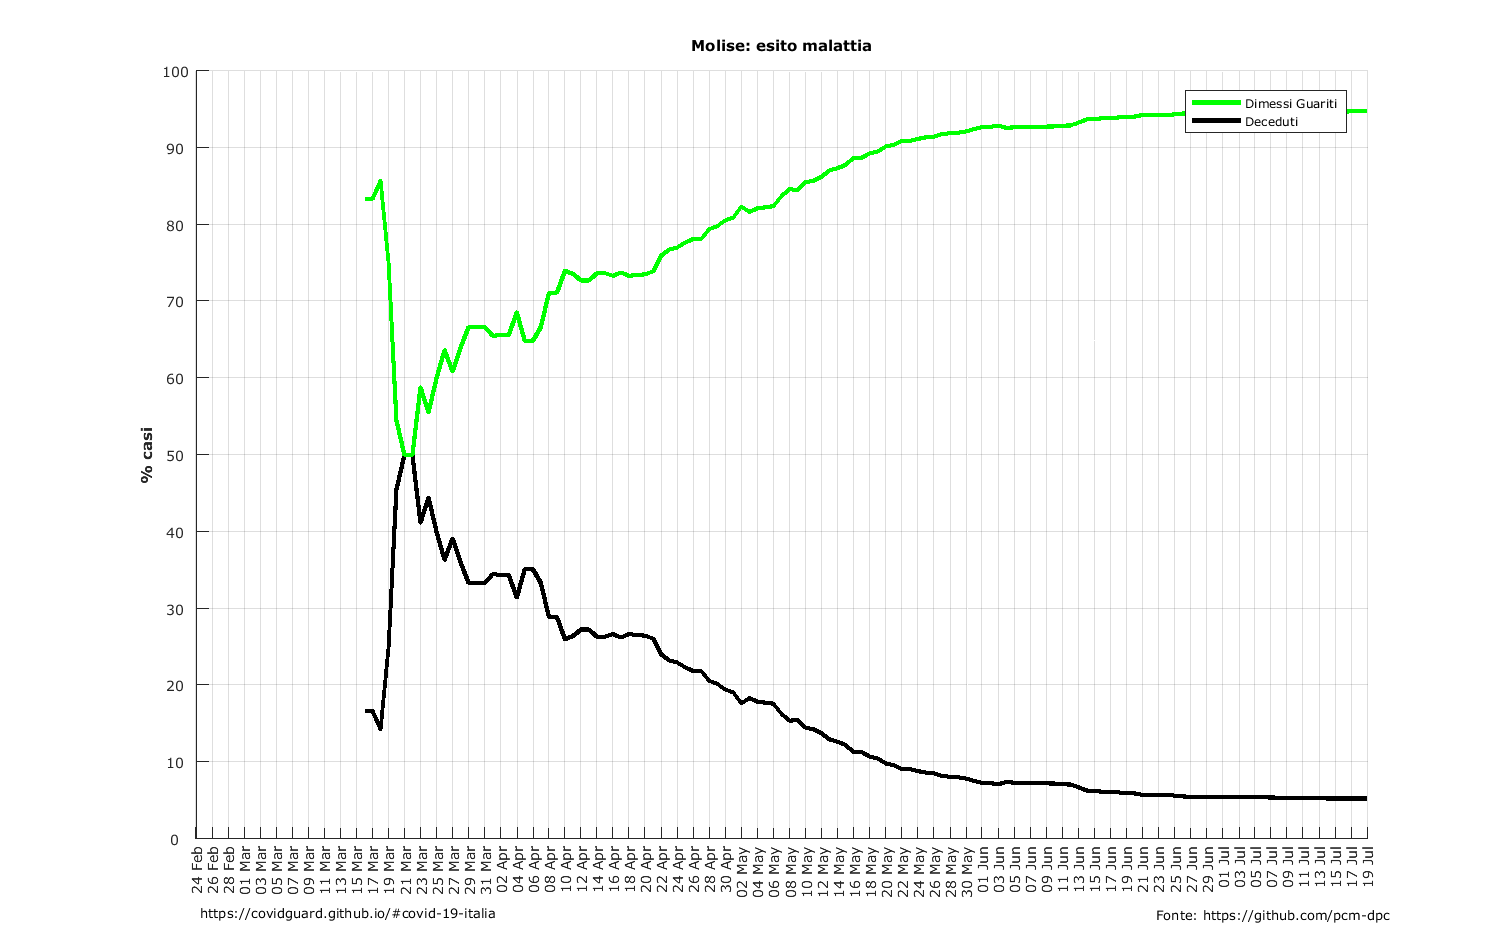 Molise: esito malattia
Dimessi Guariti
Deceduti
% casi
100
90
80
70
60
50
40
30
20
10
0
24 Feb
26 Feb
28 Feb
01 Mar
03 Mar
05 Mar
07 Mar
09 Mar
11 Mar
13 Mar
15 Mar
17 Mar
19 Mar
21 Mar
23 Mar
25 Mar
27 Mar
29 Mar
31 Mar
02 Apr
04 Apr
06 Apr
08 Apr
10 Apr
12 Apr
14 Apr
16 Apr
18 Apr
20 Apr
22 Apr
24 Apr
26 Apr
28 Apr
30 Apr
02 May
04 May
06 May
08 May
10 May
12 May
14 May
16 May
18 May
20 May
22 May
24 May
26 May
28 May
30 May
01 Jun
03 Jun
05 Jun
07 Jun
09 Jun
11 Jun
13 Jun
15 Jun
17 Jun
19 Jun
21 Jun
23 Jun
25 Jun
27 Jun
29 Jun
01 Jul
03 Jul
05 Jul
07 Jul
09 Jul
11 Jul
13 Jul
15 Jul
17 Jul
19 Jul
https://covidguard.github.io/#covid-19-italia
Fonte: https://github.com/pcm-dpc